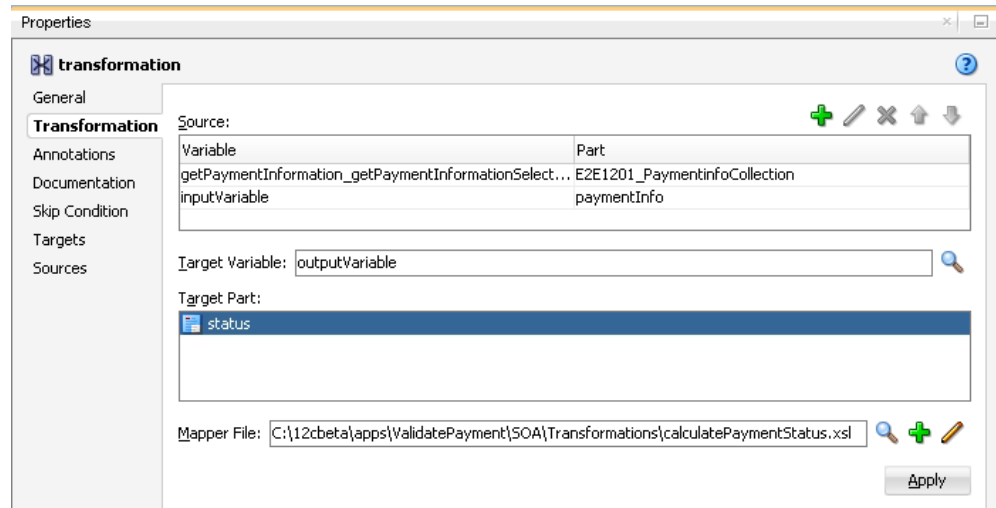 Properties
transformation
General
Transformation
Annotations
Documentation
Skip Condition
Targets
Sources
Source:
Variable Part
getPaymentInformation_getPaymentInformationSelect... E2E1201_PaymentinfoCollection
inputVariable paymentInfo
Target Variable: outputVariable
Target Part:
status
Mapper File: C:\12cbeta\apps\ValidatePayment\SOA\Transformations\calculatePaymentStatus.xsl
Apply